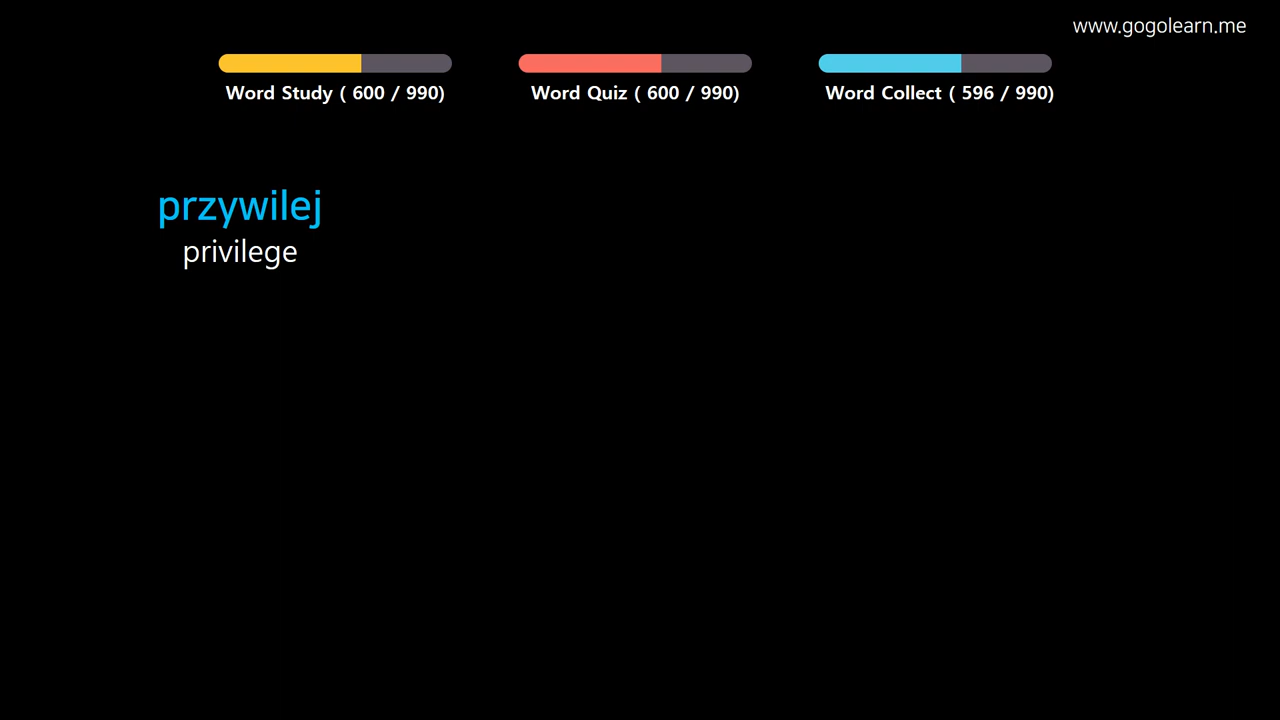 www.gogolearn.me
Word Study ( 600 / 990)
Word Quiz ( 600 / 990)
Word Collect ( 596 / 990)
przywilej
privilege